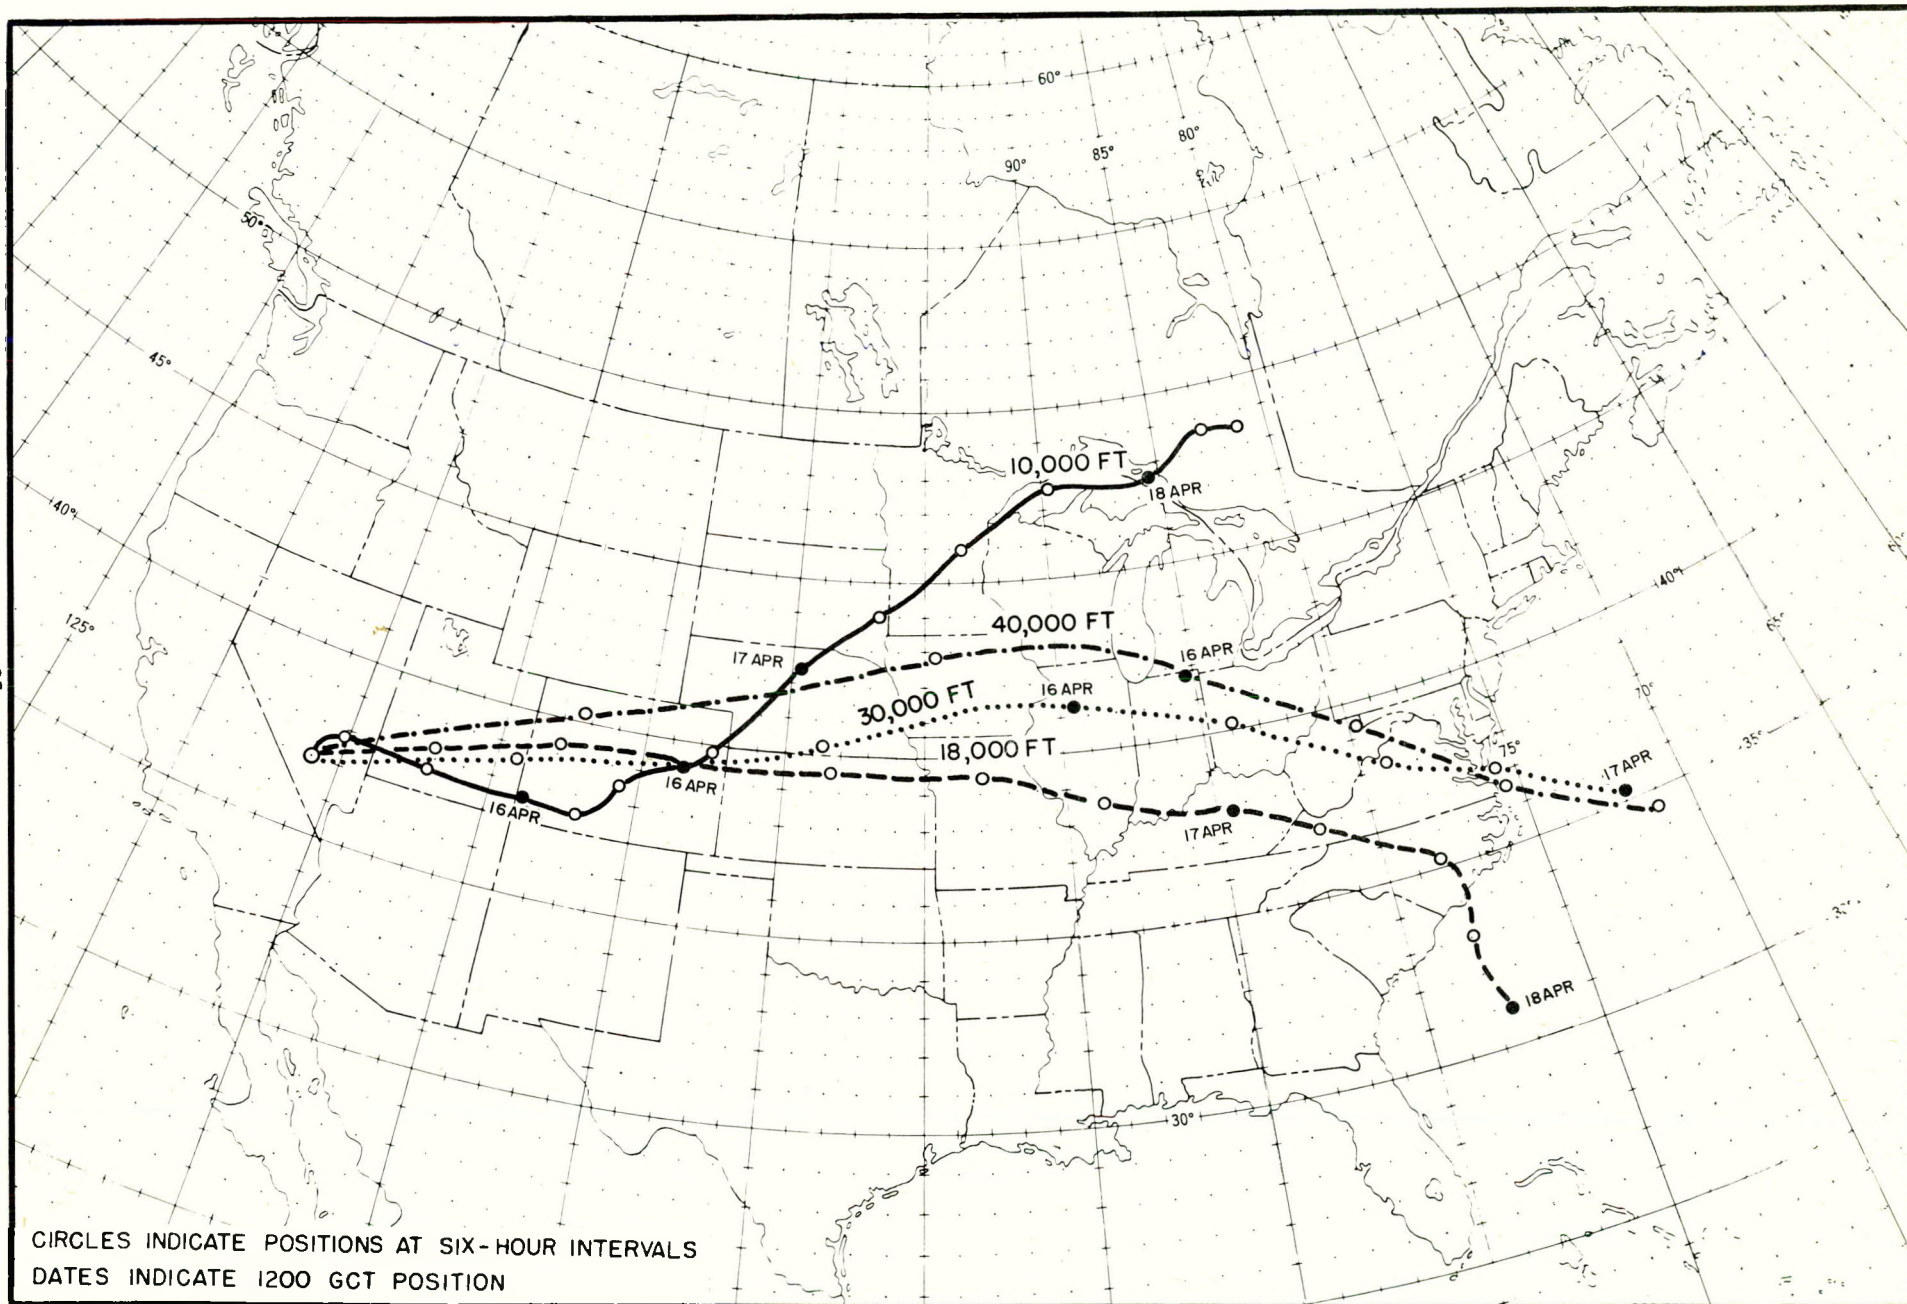 60°
80°
85°
90°
50°
45°
10,000 FT
18 APR
40°
40°
125°
40,000 FT
17 APR
16 APR
16 APR
30,000 FT
70°
35°
18,000 FT
75°
17 APR
16 APR
16 APR
17 APR
18 APR
30°
CIRCLES INDICATE POSITIONS AT SIX-HOUR INTERVALS
DATES INDICATE 1200 GCT POSITION